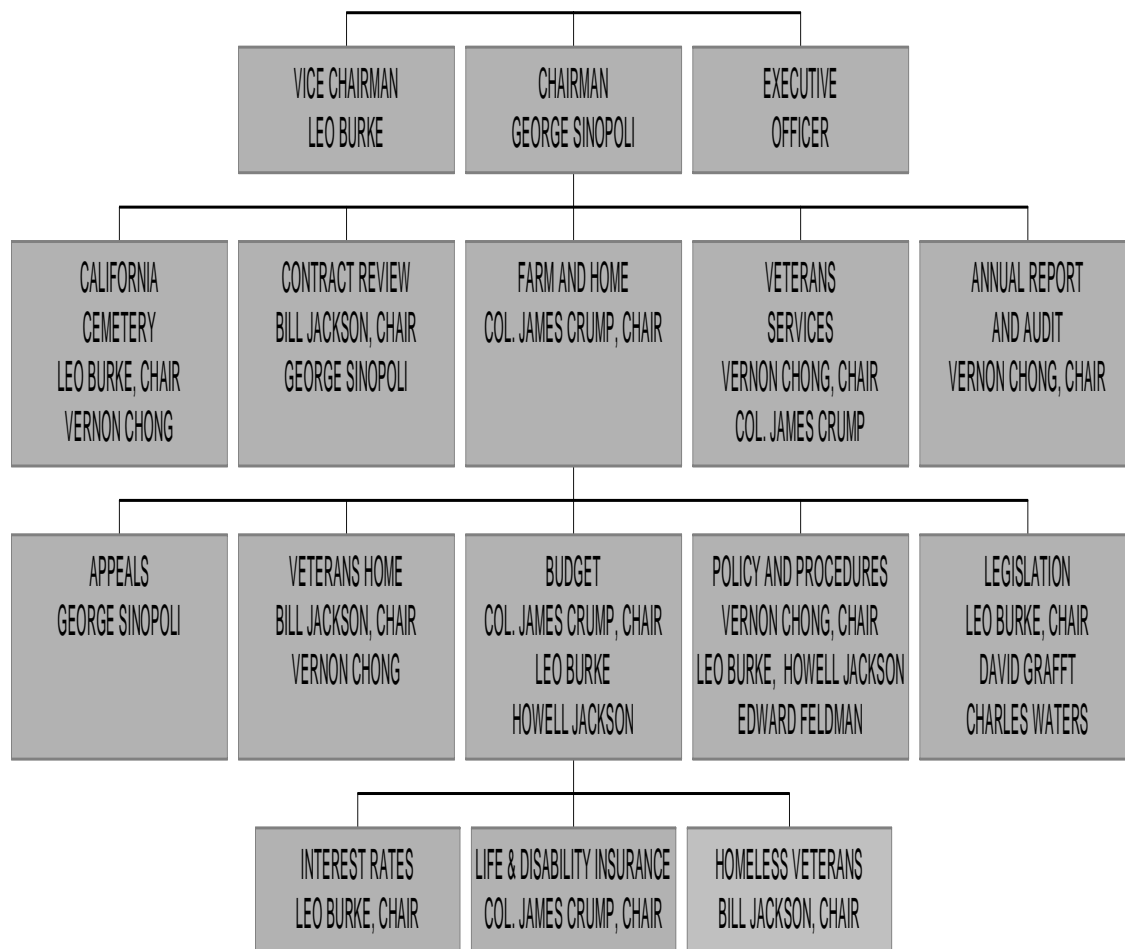 VICE CHAIRMAN
LEO BURKE
CHAIRMAN
GEORGE SINOPOLI
EXECUTIVE
OFFICER
CALIFORNIA
CEMETERY
LEO BURKE, CHAIR
VERNON CHONG
CONTRACT REVIEW
BILL JACKSON, CHAIR
GEORGE SINOPOLI
FARM AND HOME
COL. JAMES CRUMP, CHAIR
VETERANS
SERVICES
VERNON CHONG, CHAIR
COL. JAMES CRUMP
ANNUAL REPORT
AND AUDIT
VERNON CHONG, CHAIR
APPEALS
GEORGE SINOPOLI
VETERANS HOME
BILL JACKSON, CHAIR
VERNON CHONG
BUDGET
COL. JAMES CRUMP, CHAIR
LEO BURKE
HOWELL JACKSON
POLICY AND PROCEDURES
VERNON CHONG, CHAIR
LEO BURKE, HOWELL JACKSON
EDWARD FELDMAN
LEGISLATION
LEO BURKE, CHAIR
DAVID GRAFFT
CHARLES WATERS
INTEREST RATES
LEO BURKE, CHAIR
LIFE & DISABILITY INSURANCE
COL. JAMES CRUMP, CHAIR
HOMELESS VETERANS
BILL JACKSON, CHAIR